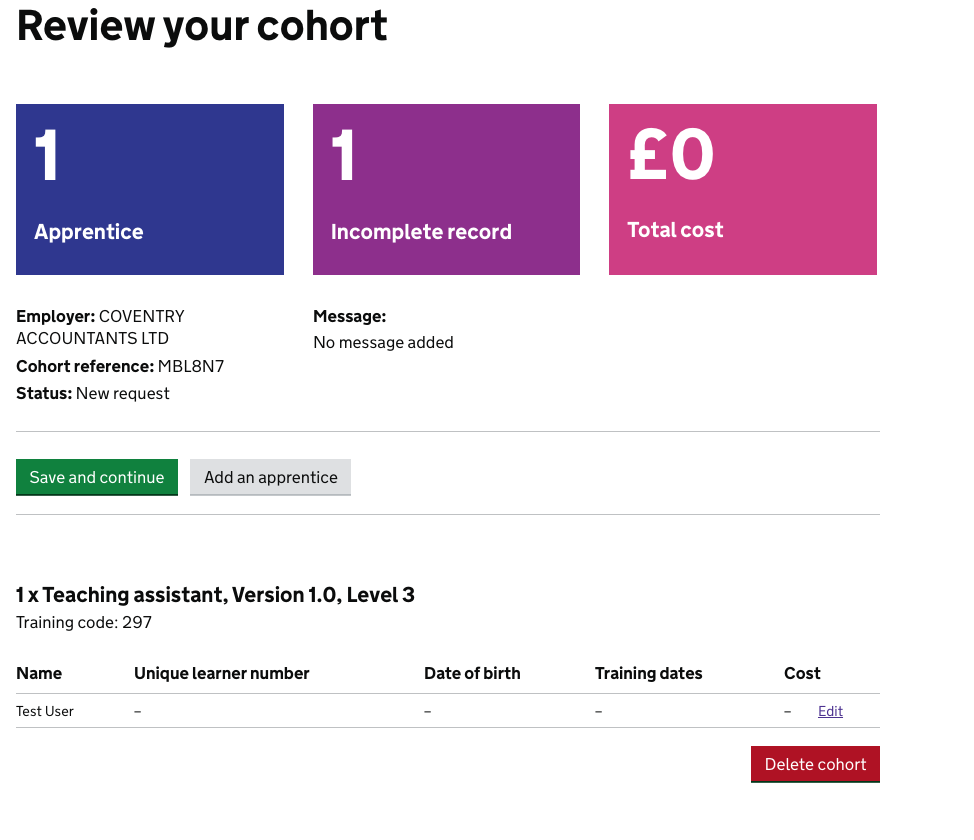 Review your cohort
1
Apprentice
1
Incomplete record
£0
Total cost
Employer: COVENTRY
ACCOUNTANTS LTD
Cohort reference: MBL8N7
Status: New request
Message:
No message added
Save and continue
Add an apprentice
1 x Teaching assistant, Version 1.0, Level 3
Training code: 297
Name Unique learner number Date of birth Training dates Cost
Test User – – – – Edit
Delete cohort